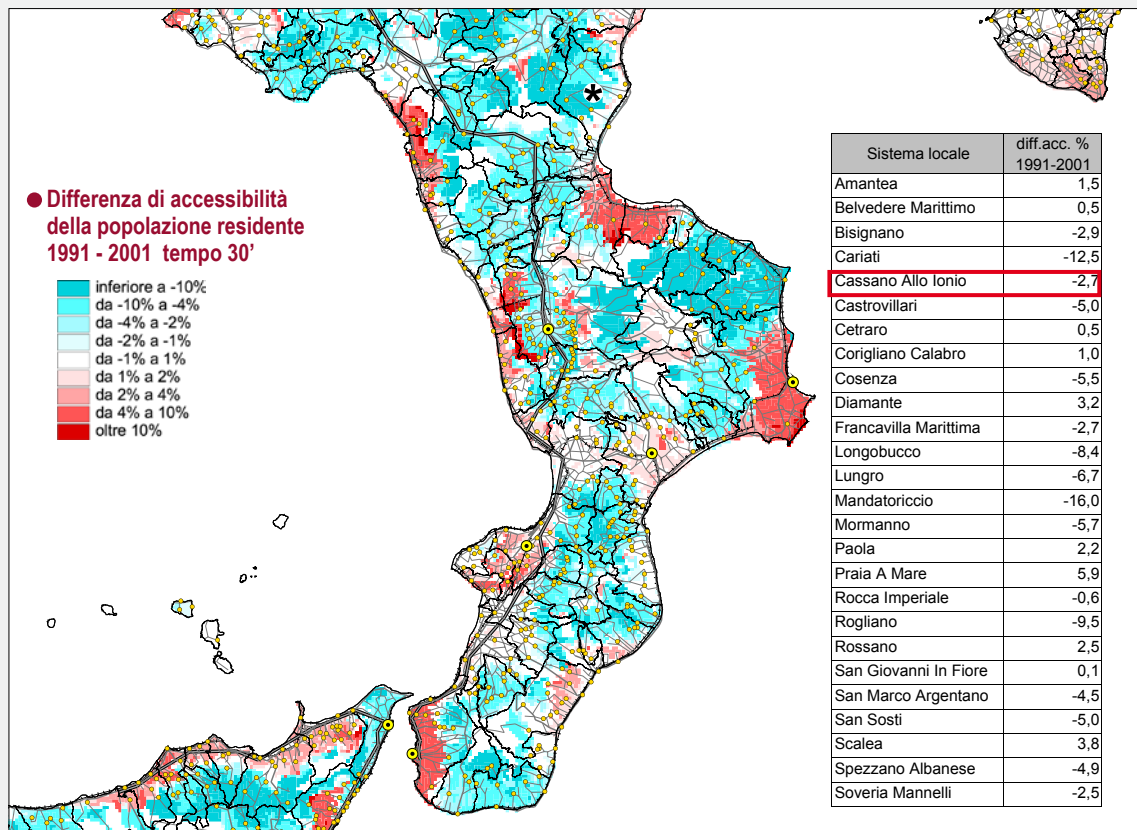 ● Differenza di accessibilità
della popolazione residente
1991 - 2001 tempo 30'
inferiore a -10%
da -10% a -4%
da -4% a -2%
da -2% a -1%
da -1% a 1%
da 1% a 2%
da 2% a 4%
da 4% a 10%
oltre 10%
*
Sistema locale diff.acc. % 1991-2001
Amantea 1,5
Belvedere Marittimo 0,5
Bisignano -2,9
Cariati -12,5
Cassano Allo Ionio -2,7
Castrovillari -5,0
Cetraro 0,5
Corigliano Calabro 1,0
Cosenza -5,5
Diamante 3,2
Francavilla Marittima -2,7
Longobucco -8,4
Lungro -6,7
Mandatoriccio -16,0
Mormanno -5,7
Paola 2,2
Praia A Mare 5,9
Rocca Imperiale -0,6
Rogliano -9,5
Rossano 2,5
San Giovanni In Fiore 0,1
San Marco Argentano -4,5
San Sosti -5,0
Scalea 3,8
Spezzano Albanese -4,9
Soveria Mannelli -2,5